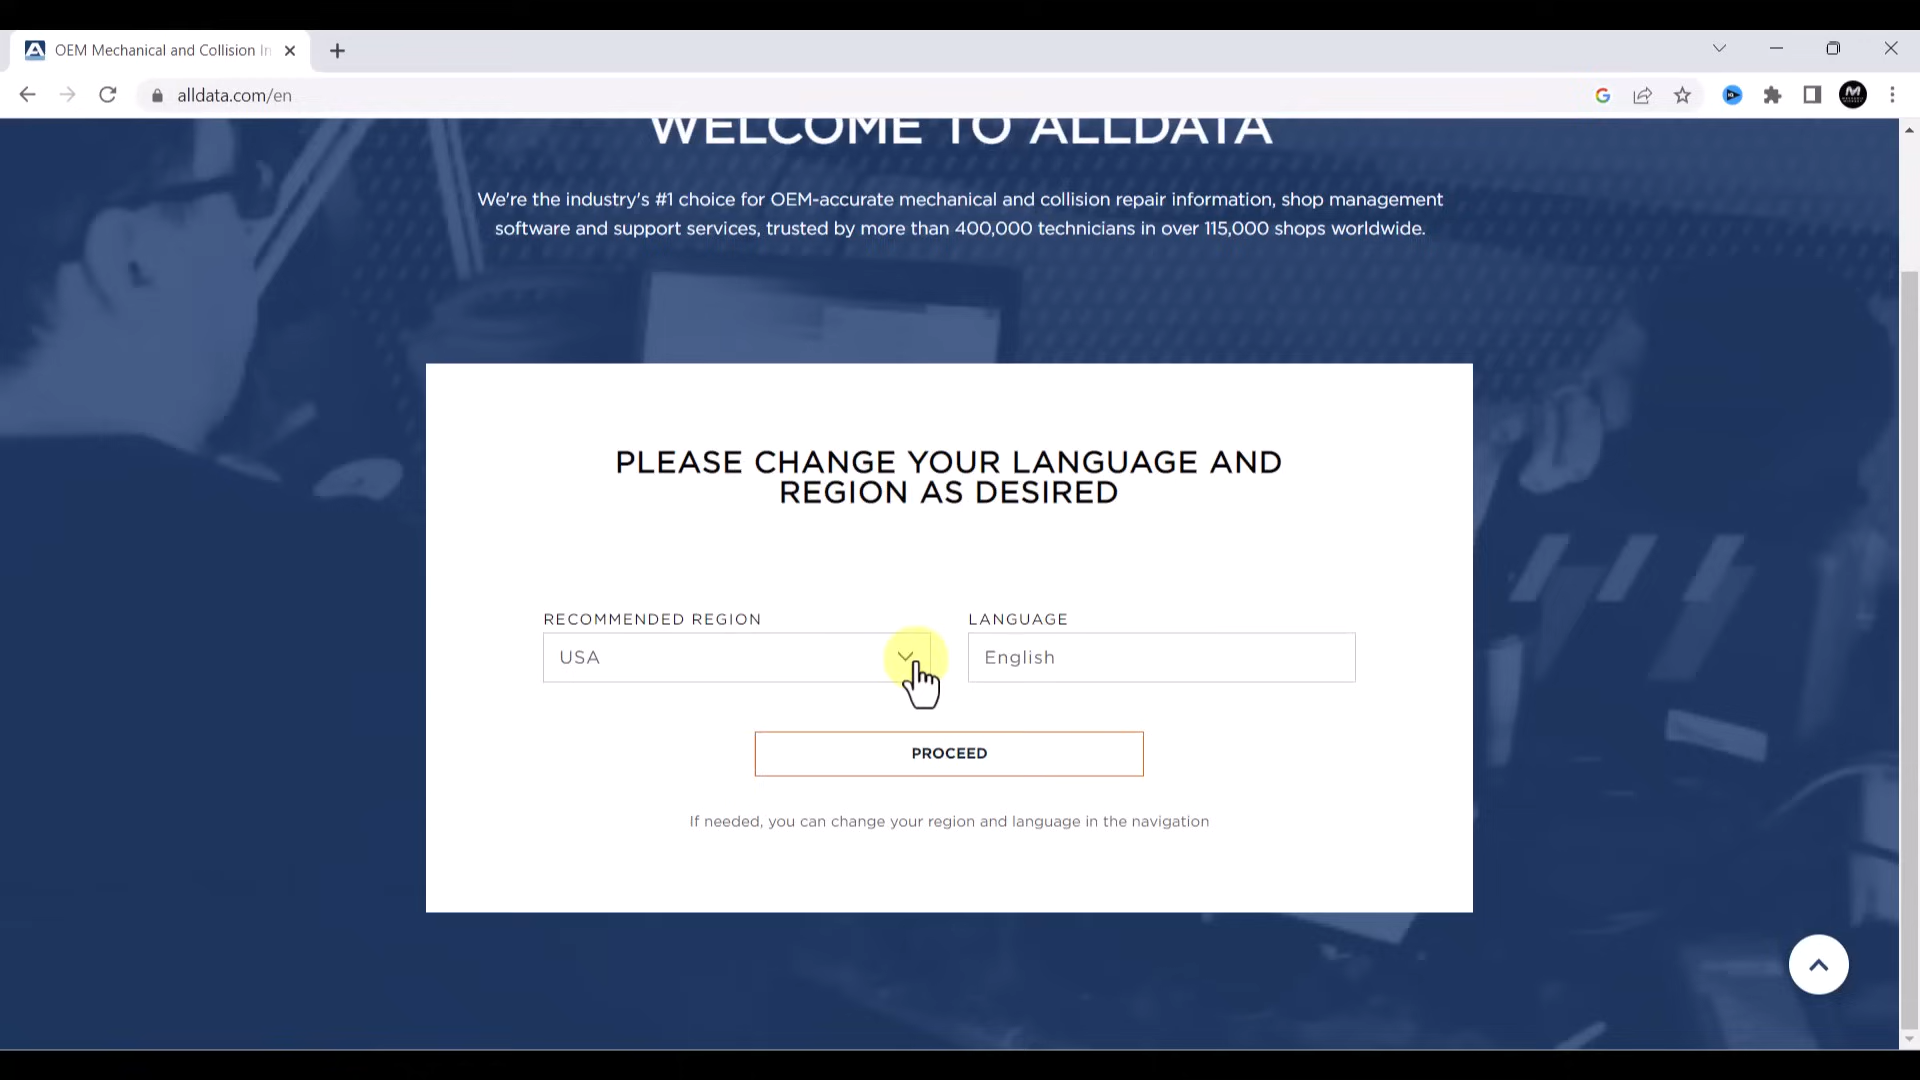 OEM Mechanical and Collision In
alldata.com/en
WELCOME TO ALLDATA
We're the industry's #1 choice for OEM-accurate mechanical and collision repair information, shop management
software and support services, trusted by more than 400,000 technicians in over 115,000 shops worldwide.
PLEASE CHANGE YOUR LANGUAGE AND
REGION AS DESIRED
RECOMMENDED REGION
LANGUAGE
USA
English
PROCEED
If needed, you can change your region and language in the navigation